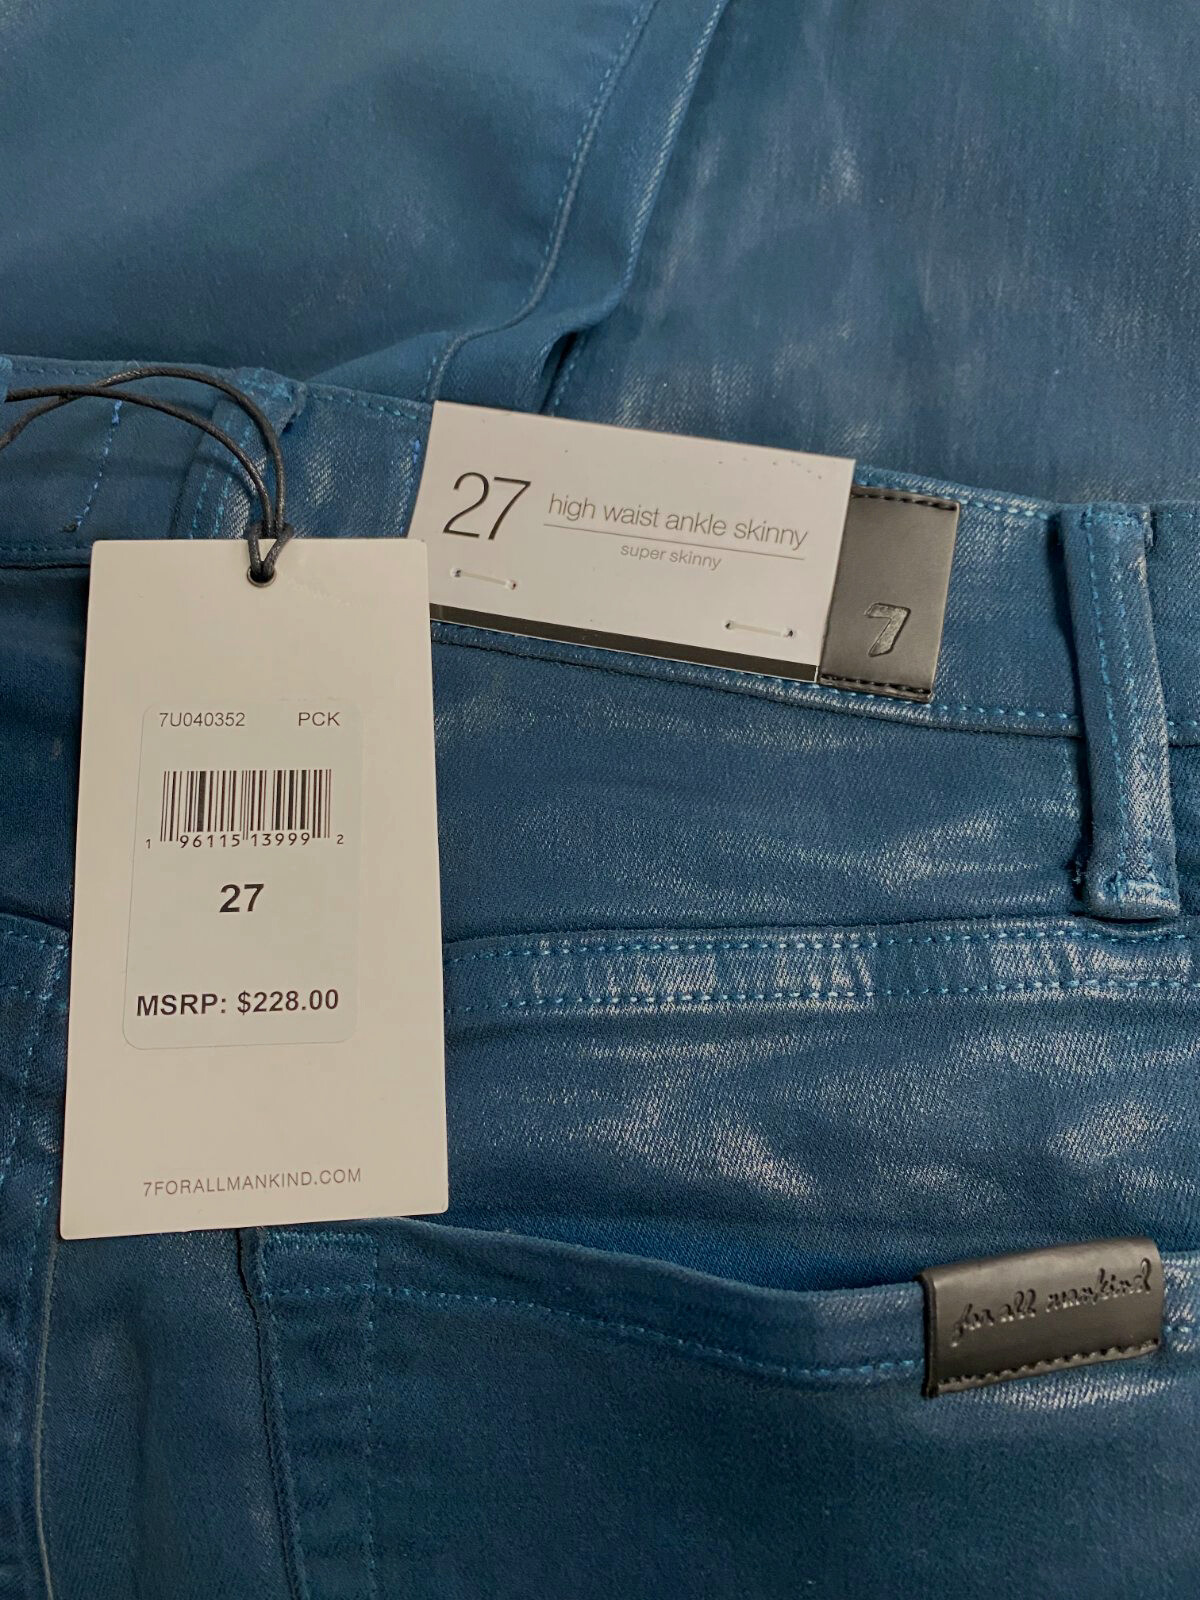 27 high waist ankle skinny
super skinny
7
7U040352 PCK
1 96115 13999 2
27
MSRP: $228.00
7FORALLMANKIND.COM
for all mankind